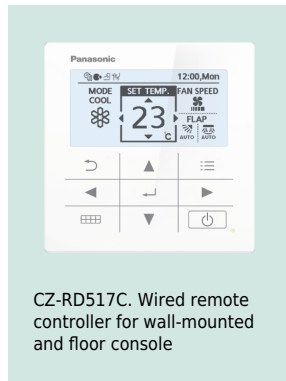 Panasonic
12:00,Mon
MODE SET TEMP. FAN SPEED
COOL
23 °C
FLAP
AUTO AUTO
CZ-RD517C. Wired remote
controller for wall-mounted
and floor console